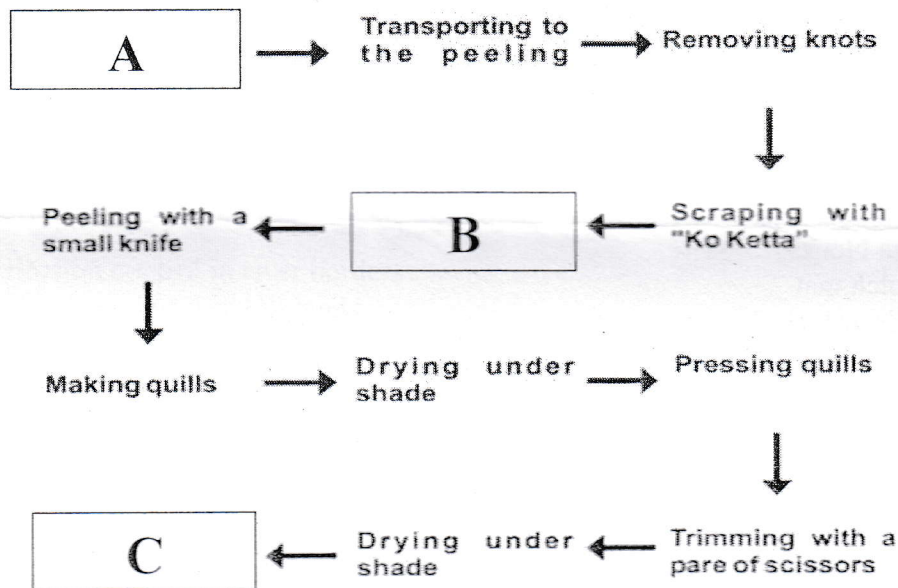 A
Transporting to
the peeling
Removing knots
Peeling with a
small knife
B
Scraping with
"Ko Ketta"
Making quills
Drying under
shade
Pressing quills
C
Drying under
shade
Trimming with a
pare of scissors